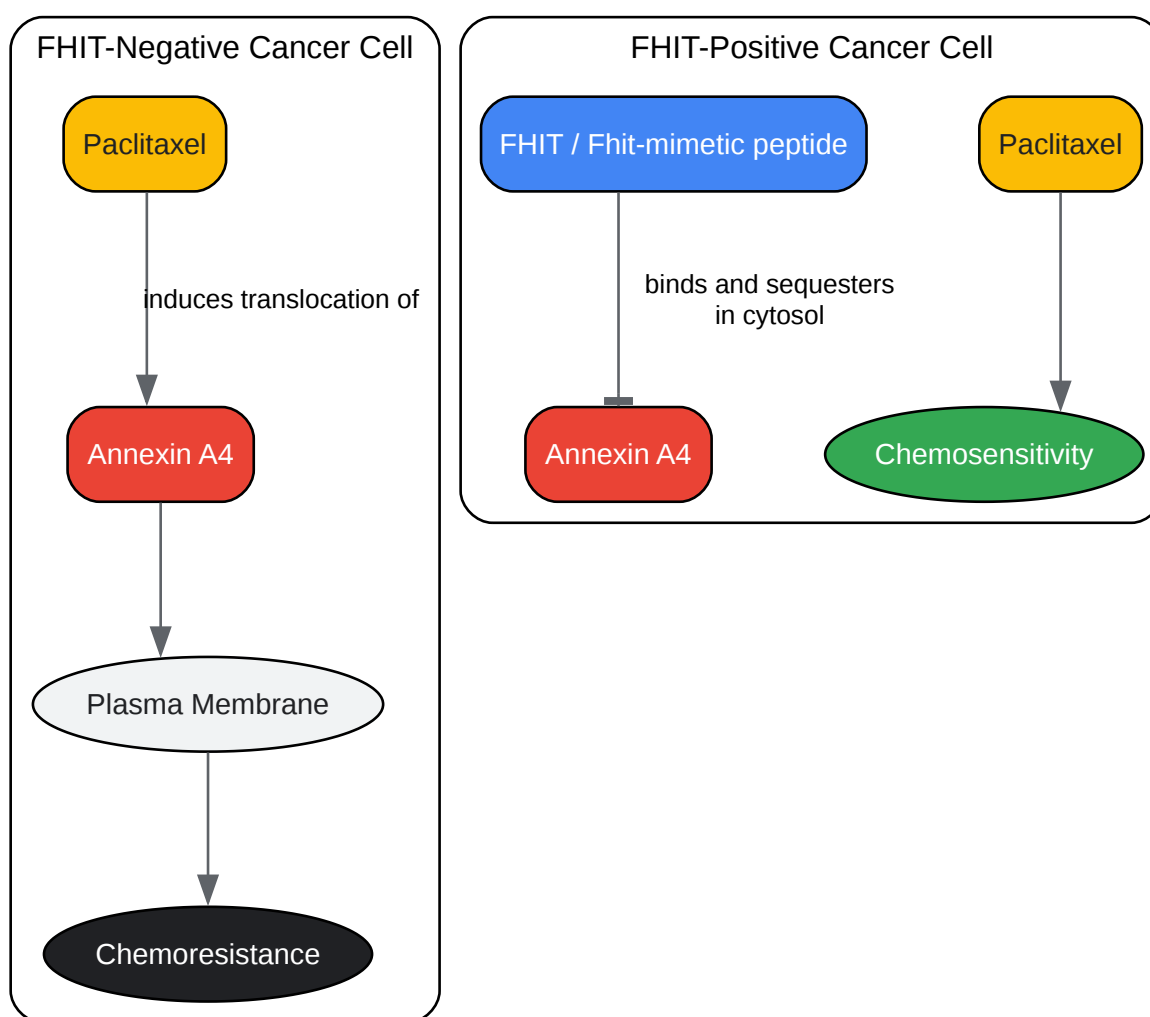 FHIT-Negative Cancer Cell
Paclitaxel
induces translocation of
Annexin A4
Plasma Membrane
Chemoresistance
FHIT-Positive Cancer Cell
FHIT / Fhit-mimetic peptide
Paclitaxel
binds and sequesters
in cytosol
Annexin A4
Chemosensitivity